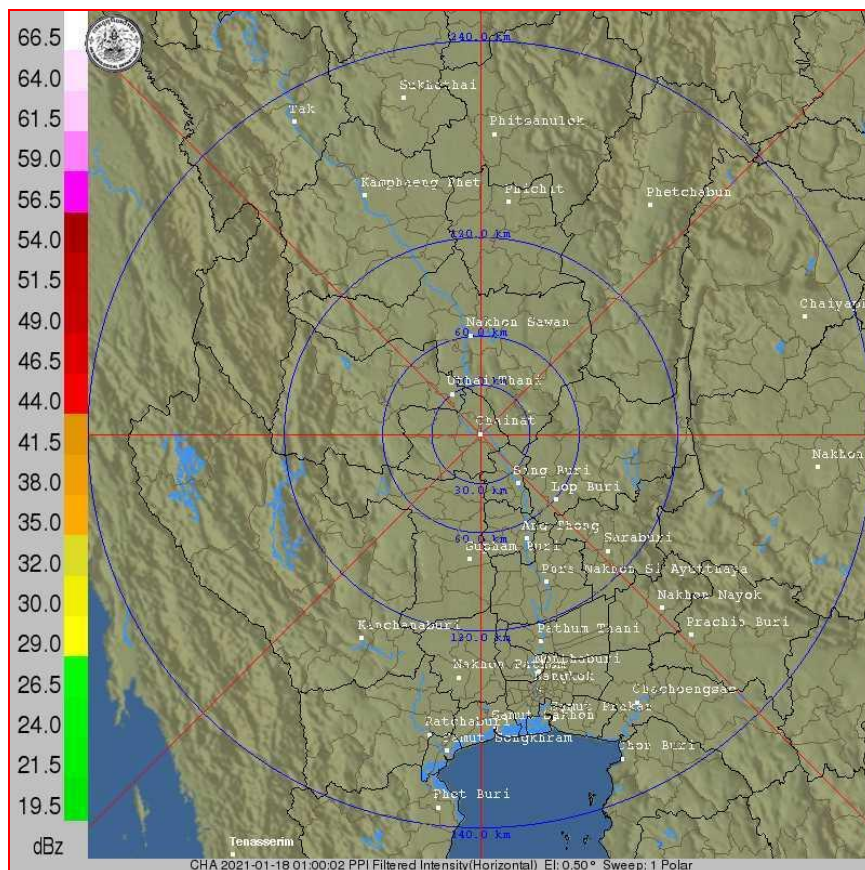 66.5
64.0
61.5
59.0
56.5
54.0
51.5
49.0
46.5
44.0
41.5
38.0
35.0
32.0
30.0
29.0
26.5
24.0
21.5
19.5
dBz
240.0 km
Sukhothai
Tak
Phitsanulok
Kamphaeng Phet
Phichit
Phetchabun
120.0 km
Nakhon Sawan
60.0 km
Uthai Thani
Chainat
Nakhon
Sing Buri
30.0 km
Lop Buri
Ang Thong
60.0 km
Suphan Buri
Saraburi
Pora Nakhon Si Ayutthaya
Nakhon Nayok
Kanchanaburi
120.0 km
Pathum Thani
Prachin Buri
Nakhon Pathom
Nonthaburi
Bangkok
Chachoengsao
Samut Prakan
Samut Sakhon
Ratchaburi
Samut Songkhram
Chon Buri
Phet Buri
240.0 km
Tenasserim
CHA 2021-01-18 01:00:02 PPI Filtered Intensity(Horizontal) El: 0.50° Sweep: 1 Polar